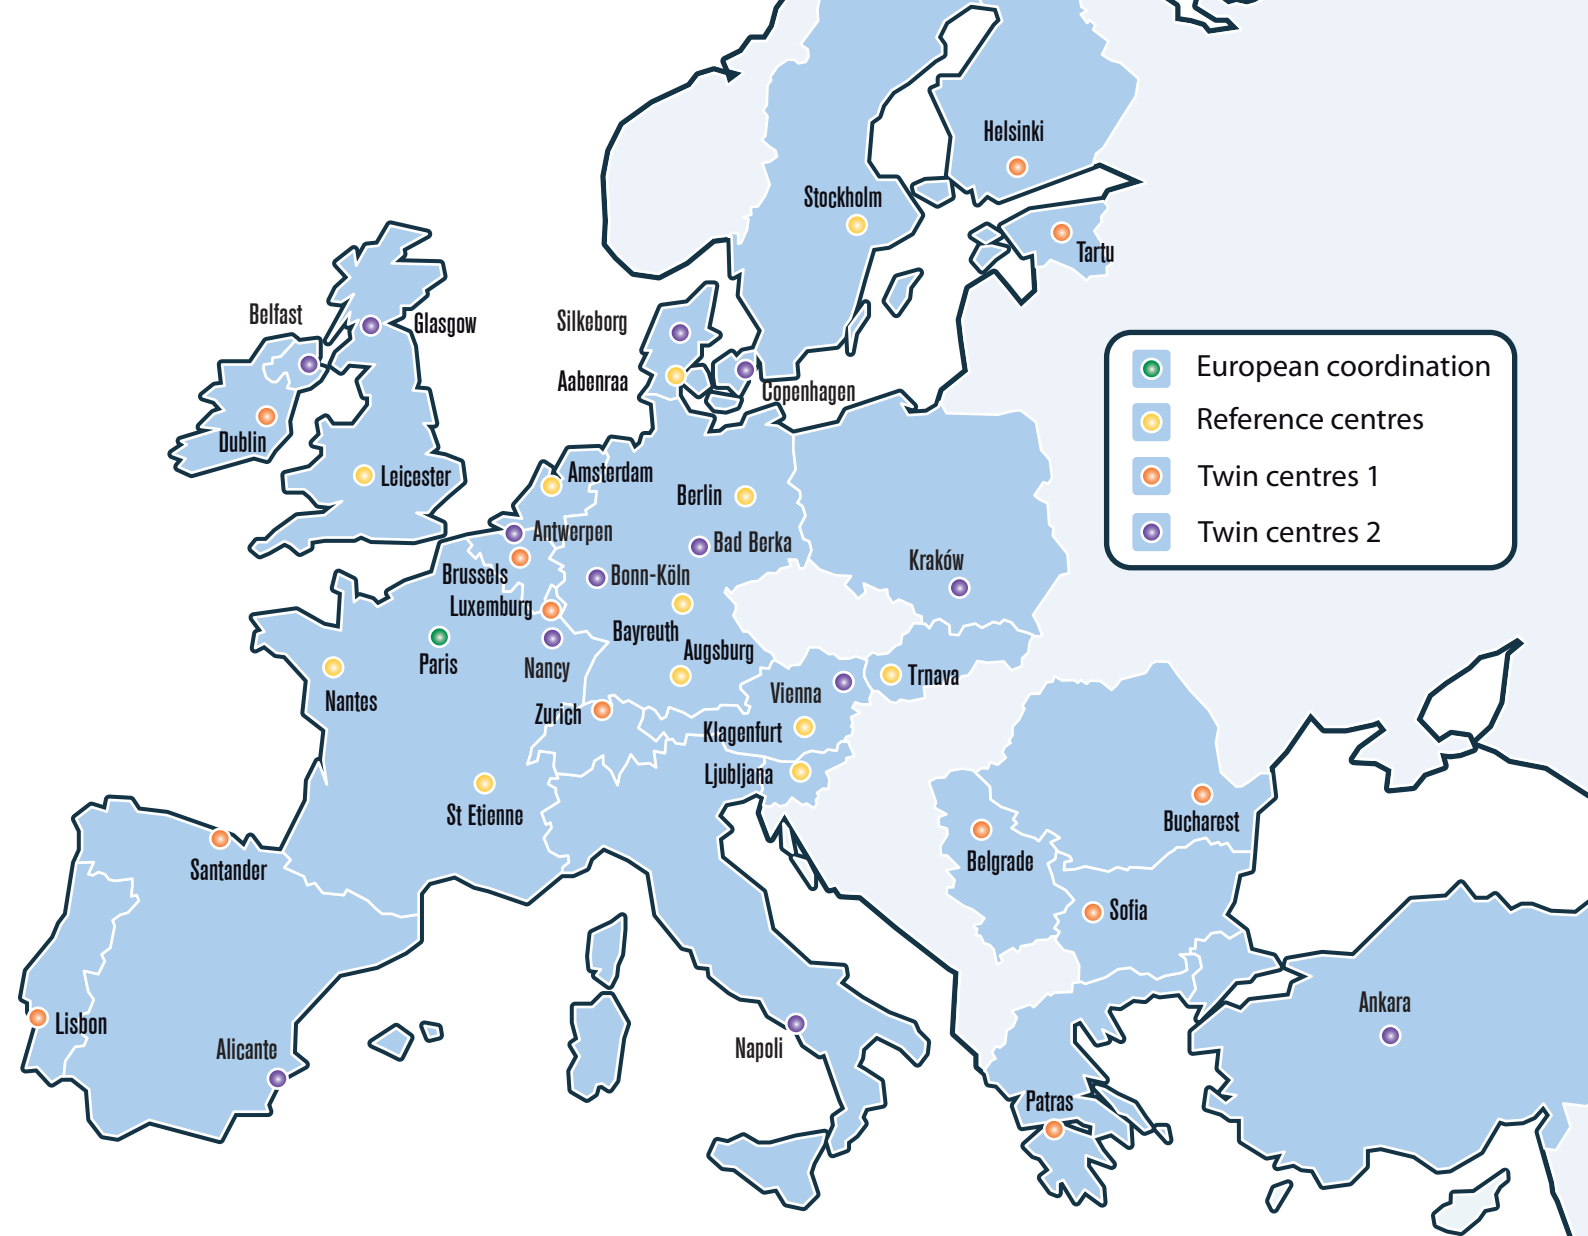 Helsinki
Stockholm
Tartu
Belfast
Glasgow
Silkeborg
Aabenraa
Copenhagen
European coordination
Reference centres
Twin centres 1
Twin centres 2
Dublin
Leicester
Amsterdam
Berlin
Antwerpen
Bad Berka
Brussels
Bonn-Köln
Kraków
Luxemburg
Bayreuth
Paris
Nancy
Augsburg
Trnava
Nantes
Vienna
Zurich
Klagenfurt
Ljubljana
St Etienne
Bucharest
Santander
Belgrade
Sofia
Lisbon
Ankara
Alicante
Napoli
Patras